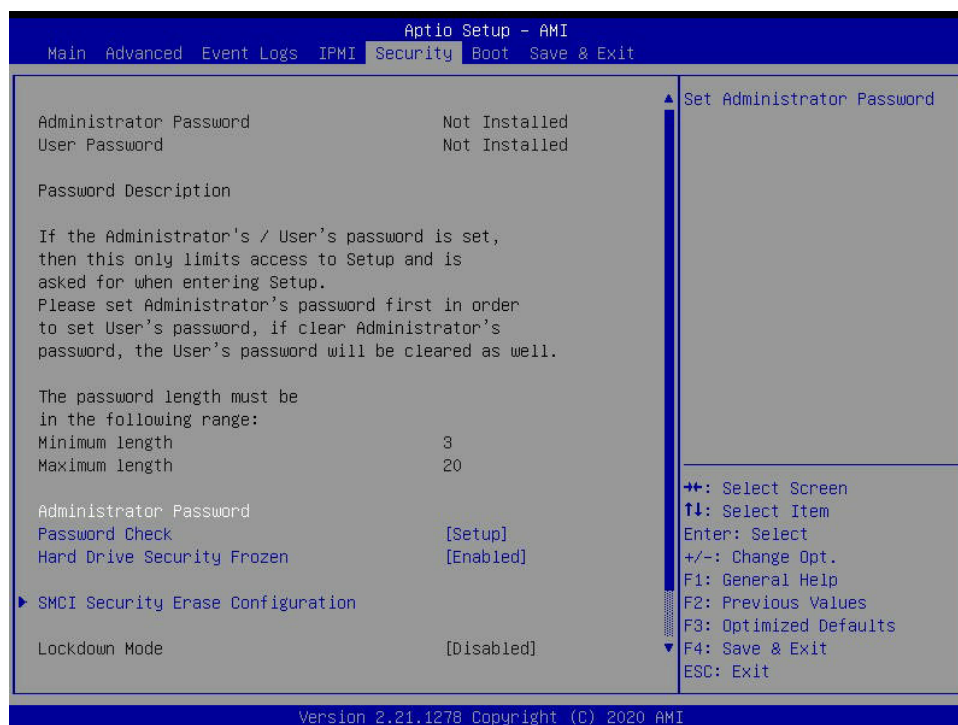 Aptio Setup – AMI
Main Advanced Event Logs IPMI Security Boot Save & Exit
Administrator Password Not Installed
User Password Not Installed
Password Description
If the Administrator's / User's password is set,
then this only limits access to Setup and is
asked for when entering Setup.
Please set Administrator's password first in order
to set User's password, if clear Administrator's
password, the User's password will be cleared as well.
The password length must be
in the following range:
Minimum length 3
Maximum length 20
Administrator Password
Password Check [Setup]
Hard Drive Security Frozen [Enabled]
SMCI Security Erase Configuration
Lockdown Mode [Disabled]
Set Administrator Password
→←: Select Screen
↑↓: Select Item
Enter: Select
+/-: Change Opt.
F1: General Help
F2: Previous Values
F3: Optimized Defaults
F4: Save & Exit
ESC: Exit
Version 2.21.1278 Copyright (C) 2020 AMI